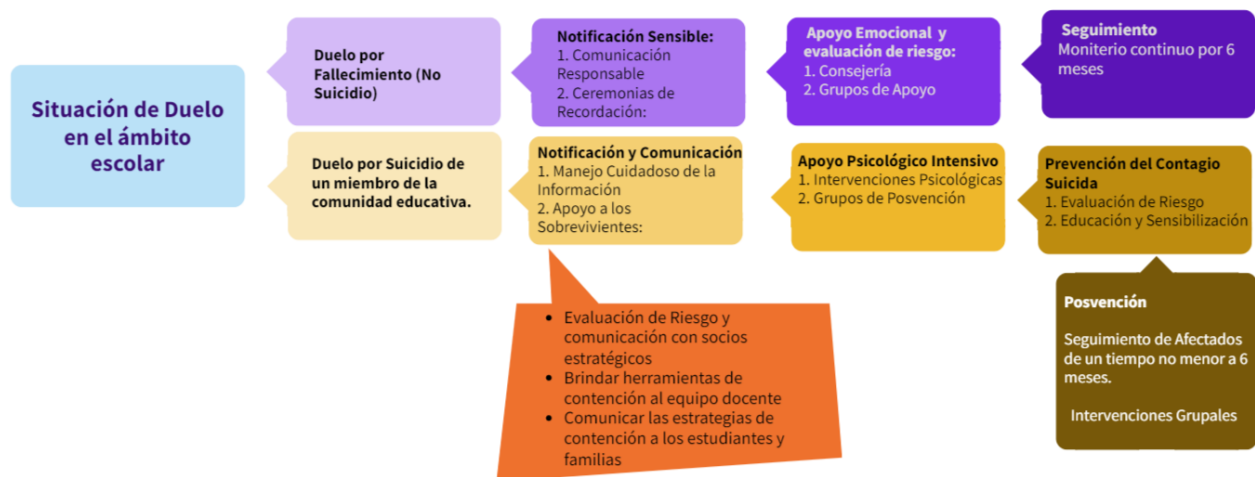 Situación de Duelo
en el ámbito
escolar
Duelo por
Fallecimiento (No
Suicidio)
Notificación Sensible:
1. Comunicación
Responsable
2. Ceremonias de
Recordación:
Apoyo Emocional y
evaluación de riesgo:
1. Consejería
2. Grupos de Apoyo
Seguimiento
Moniterio continuo por 6
meses
Duelo por Suicidio de
un miembro de la
comunidad educativa.
Notificación y Comunicación
1. Manejo Cuidadoso de la
Información
2. Apoyo a los
Sobrevivientes:
Apoyo Psicológico Intensivo
1. Intervenciones Psicológicas
2. Grupos de Posvención
Prevención del Contagio
Suicida
1. Evaluación de Riesgo
2. Educación y Sensibilización
• Evaluación de Riesgo y
comunicación con socios
estratégicos
• Brindar herramientas de
contención al equipo docente
• Comunicar las estrategias de
contención a los estudiantes y
familias
Posvención
Seguimiento de Afectados
de un tiempo no menor a 6
meses.
Intervenciones Grupales